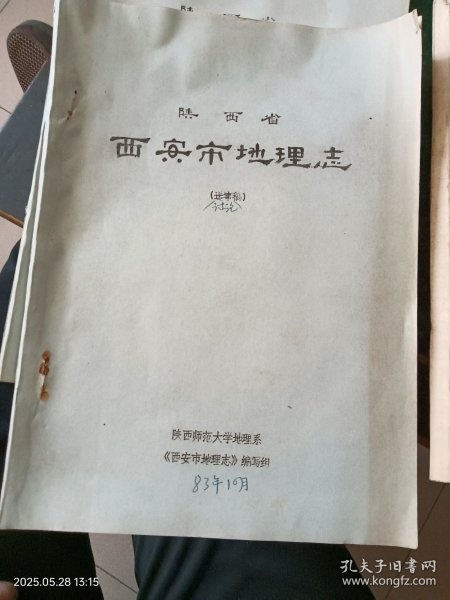 陕西省
西安市地理志
(送审稿)
讨论
陕西师范大学地理系
《西安市地理志》编写组
83年10月
2025.05.28 13:15
孔夫子旧书网
www.kongfz.com